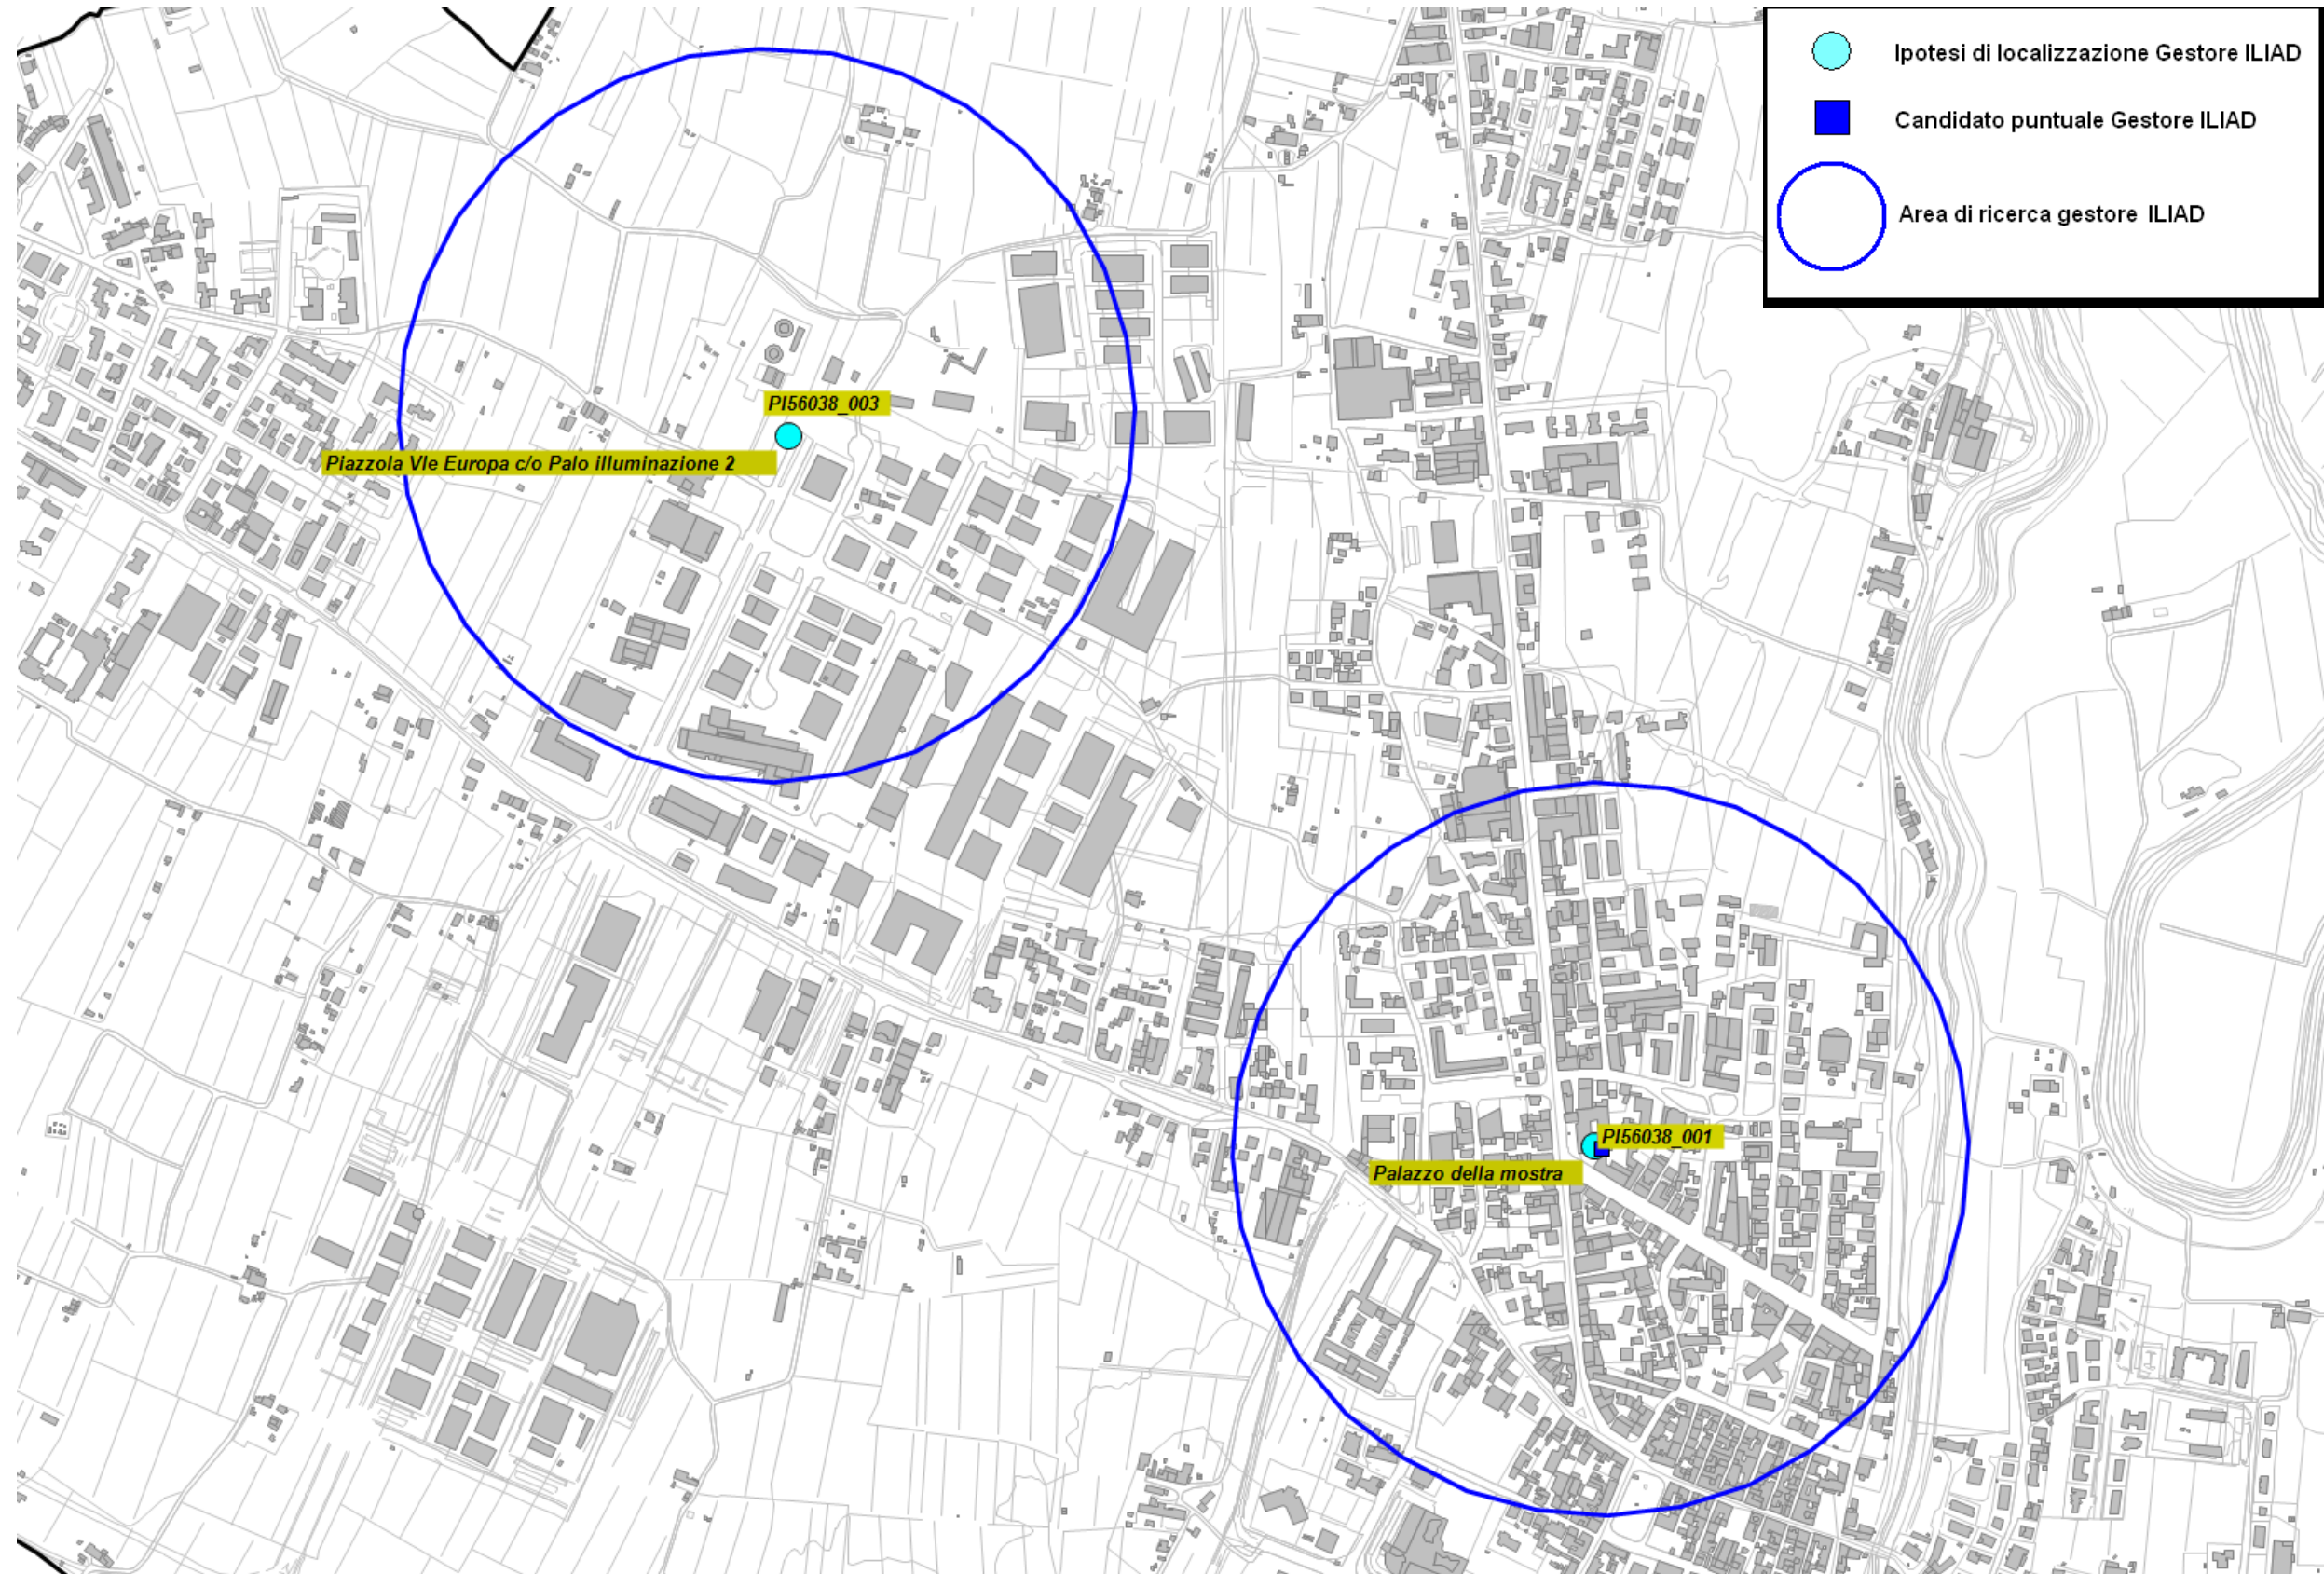 Ipotesi di localizzazione Gestore ILIAD
Candidato puntuale Gestore ILIAD
Area di ricerca gestore ILIAD
PI56038_003
Piazzola Vle Europa c/o Palo illuminazione 2
PI56038_001
Palazzo della mostra